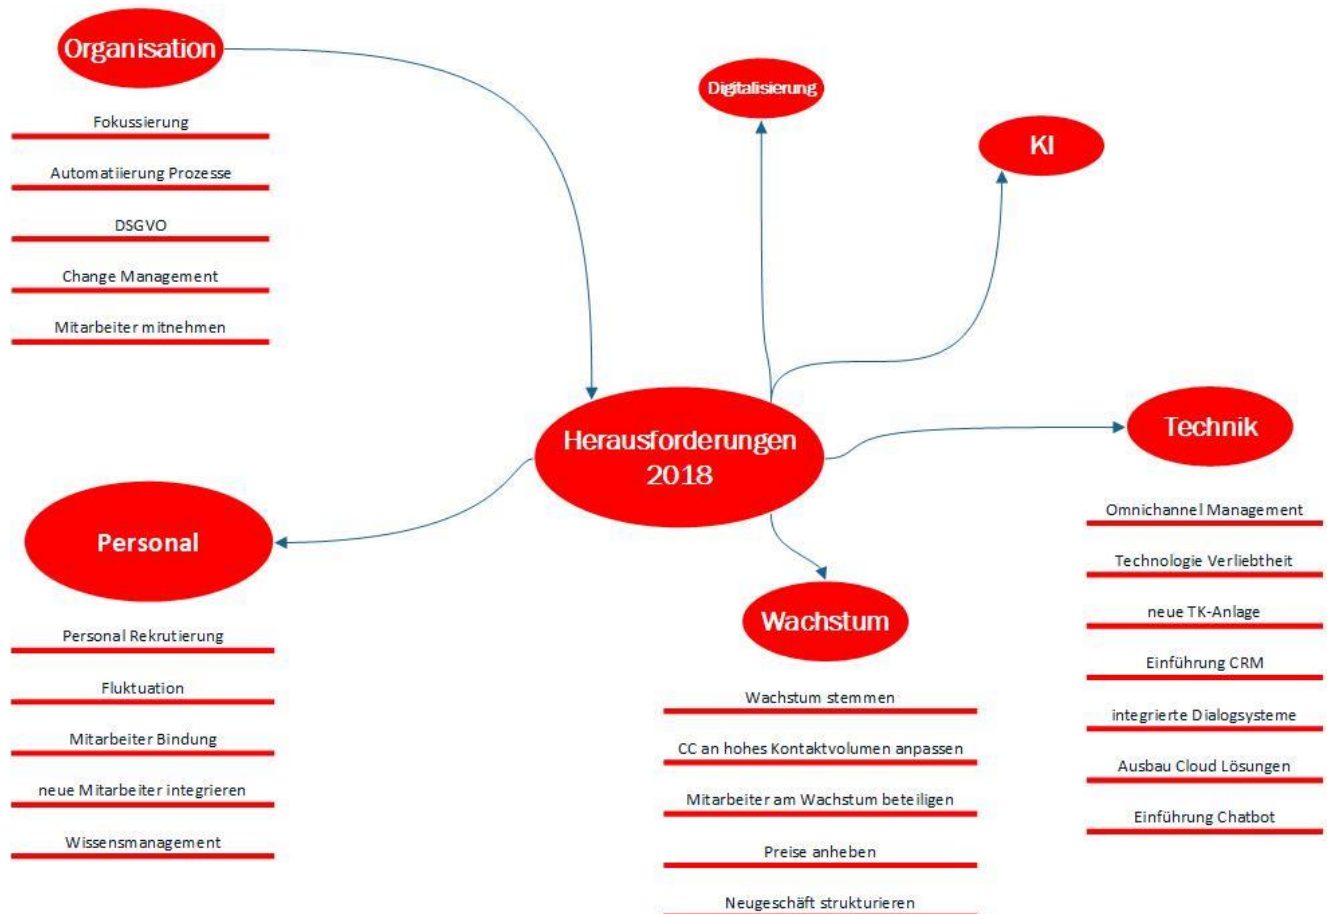 Organisation
Fokussierung
Automatiierung Prozesse
DSGVO
Change Management
Mitarbeiter mitnehmen
Digitalisierung
KI
Herausforderungen
2018
Technik
Omnichannel Management
Technologie Verliebtheit
neue TK-Anlage
Einführung CRM
integrierte Dialogsysteme
Ausbau Cloud Lösungen
Einführung Chatbot
Personal
Personal Rekrutierung
Fluktuation
Mitarbeiter Bindung
neue Mitarbeiter integrieren
Wissensmanagement
Wachstum
Wachstum stemmen
CC an hohes Kontaktvolumen anpassen
Mitarbeiter am Wachstum beteiligen
Preise anheben
Neugeschäft strukturieren